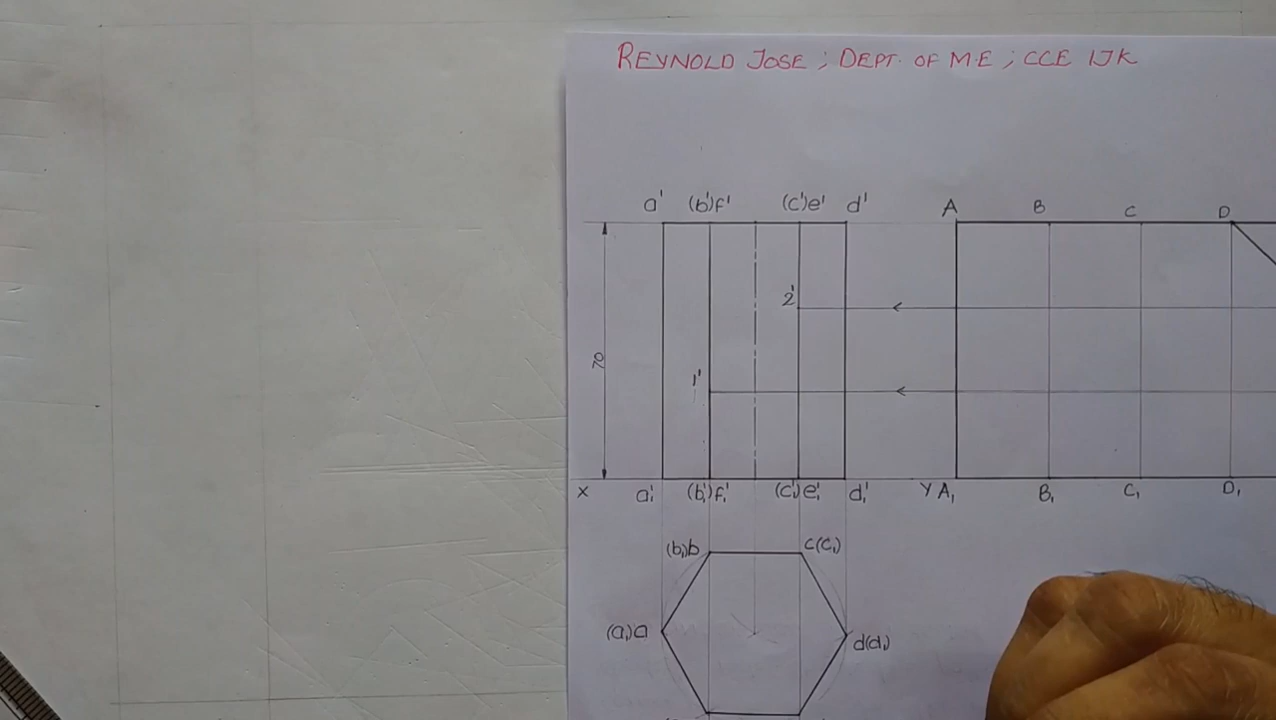 REYNOLD JOSE ; DEPT. OF M.E ; CCE IJK
a' (b')f' (c')e' d' A B C D
2'
70
1'
X a₁' (b₁')f₁' (c₁')e₁' d₁' Y A₁ B₁ C₁ D₁
(b₁)b c(c₁)
(a₁)a d(d₁)